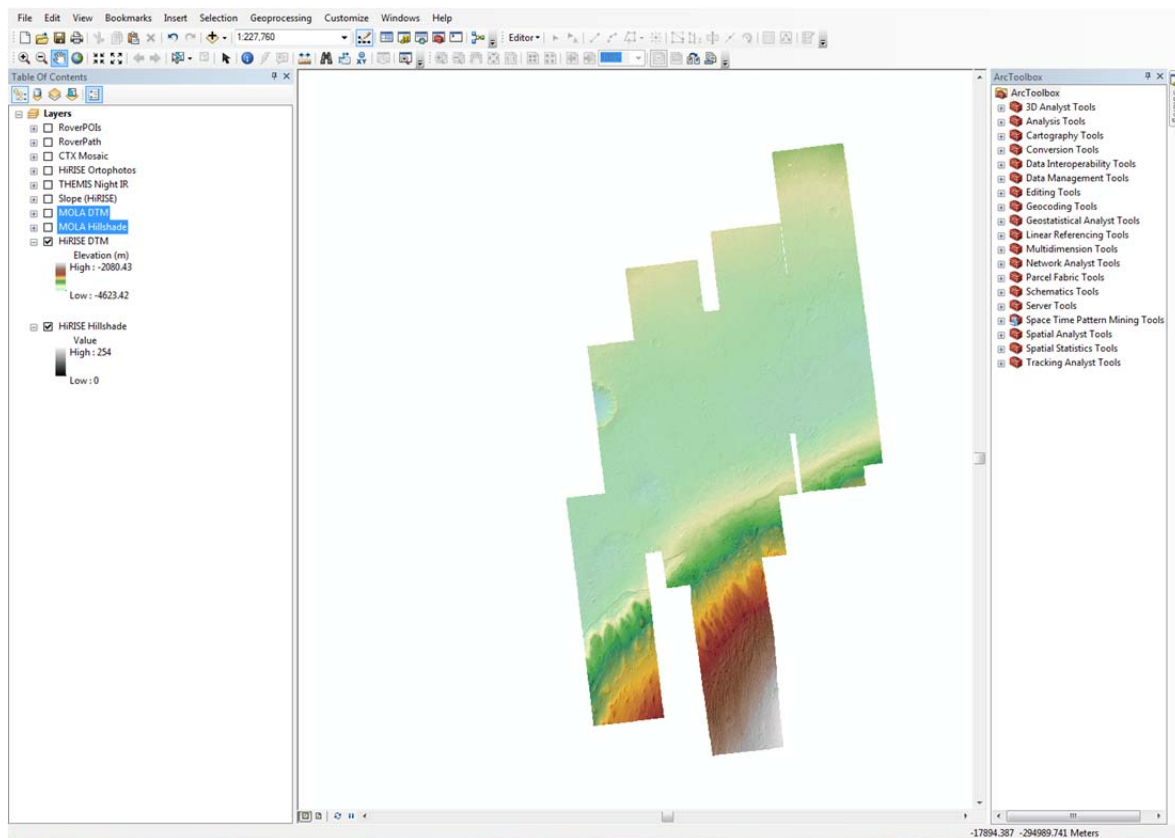 File Edit View Bookmarks Insert Selection Geoprocessing Customize Windows Help
1:227,760
Editor
Table Of Contents
Layers
RoverPOIs
RoverPath
CTX Mosaic
HiRISE Ortophotos
THEMIS Night IR
Slope (HiRISE)
MOLA DTM
MOLA Hillshade
HiRISE DTM
Elevation (m)
High : -2080.43
Low : -4623.42
HiRISE Hillshade
Value
High : 254
Low : 0
ArcToolbox
ArcToolbox
3D Analyst Tools
Analysis Tools
Cartography Tools
Conversion Tools
Data Interoperability Tools
Data Management Tools
Editing Tools
Geocoding Tools
Geostatistical Analyst Tools
Linear Referencing Tools
Multidimension Tools
Network Analyst Tools
Parcel Fabric Tools
Schematics Tools
Server Tools
Space Time Pattern Mining Tools
Spatial Analyst Tools
Spatial Statistics Tools
Tracking Analyst Tools
-17894.387 -294989.741 Meters